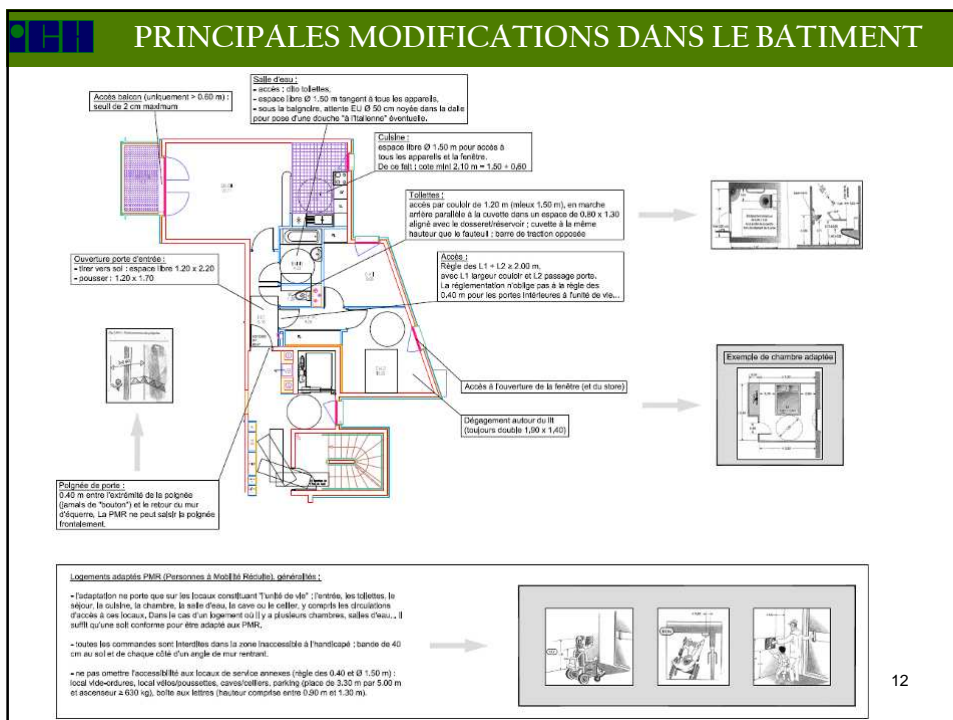 iCH
PRINCIPALES MODIFICATIONS DANS LE BATIMENT
Salle d'eau :
- accès : dito toilettes,
- espace libre Ø 1.50 m tangent à tous les appareils,
- sous la baignoire, attente EU Ø 50 cm noyée dans la dalle
pour pose d'une douche "à l'italienne" éventuelle.
Accès balcon (uniquement > 0.60 m) :
seuil de 2 cm maximum
Cuisine :
espace libre Ø 1.50 m pour accès à
tous les appareils et la fenêtre.
De ce fait : cote mini 2.10 m = 1.50 + 0.60
Toilettes :
accès par couloir de 1.20 m (mieux 1.50 m), en marche
arrière parallèle à la cuvette dans un espace de 0.80 x 1.30
aligné avec le dosseret/réservoir ; cuvette à la même
hauteur que le fauteuil ; barre de traction opposée
Ouverture porte d'entrée :
- tirer vers soi : espace libre 1.20 x 2.20
- pousser : 1.20 x 1.70
Accès :
Règle des L1 + L2 ≥ 2.00 m,
avec L1 largeur couloir et L2 passage porte.
La réglementation n'oblige pas à la règle des
0.40 m pour les portes intérieures à l'unité de vie...
Exemple de chambre adaptée
Accès à l'ouverture de la fenêtre (et du store)
Dégagement autour du lit
(toujours double 1,90 x 1,40)
Poignée de porte :
0.40 m entre l'extrémité de la poignée
(jamais de "bouton") et le retour du mur
d'équerre. La PMR ne peut saisir la poignée
frontalement.
Logements adaptés PMR (Personnes à Mobilité Réduite), généralités :
- l'adaptation ne porte que sur les locaux constituant "l'unité de vie" : l'entrée, les toilettes, le
séjour, la cuisine, la chambre, la salle d'eau, la cave ou le cellier, y compris les circulations
d'accès à ces locaux. Dans le cas d'un logement où il y a plusieurs chambres, salles d'eau... il
suffit qu'une soit conforme pour être adapté aux PMR.
- toutes les commandes sont interdites dans la zone inaccessible à l'handicapé : bande de 40
cm au sol et de chaque côté d'un angle de mur rentrant.
- ne pas omettre l'accessibilité aux locaux de service annexes (règle des 0.40 et Ø 1.50 m) :
local vide-ordures, local vélos/poussettes, caves/celliers, parking (place de 3.30 m par 5.00 m
et ascenseur ≥ 630 kg), boîte aux lettres (hauteur comprise entre 0.90 m et 1.30 m).
12